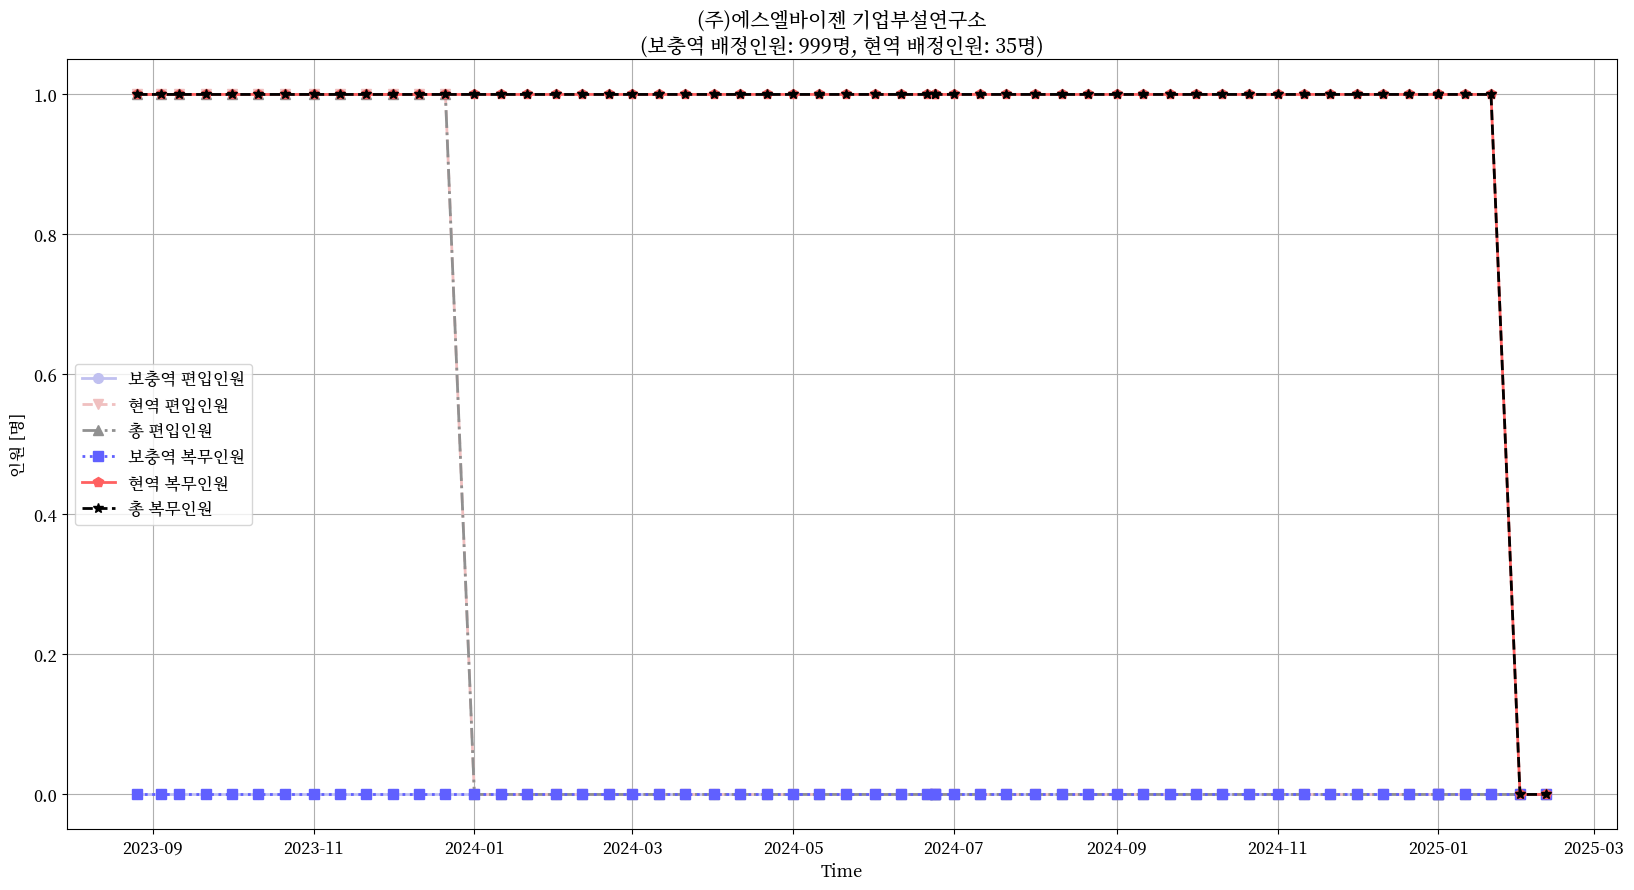 (주)에스엘바이젠 기업부설연구소
(보충역 배정인원: 999명, 현역 배정인원: 35명)
1.0
0.8
0.6
0.4
0.2
0.0
인원 [명]
보충역 편입인원
현역 편입인원
총 편입인원
보충역 복무인원
현역 복무인원
총 복무인원
2023-09
2023-11
2024-01
2024-03
2024-05
2024-07
2024-09
2024-11
2025-01
2025-03
Time